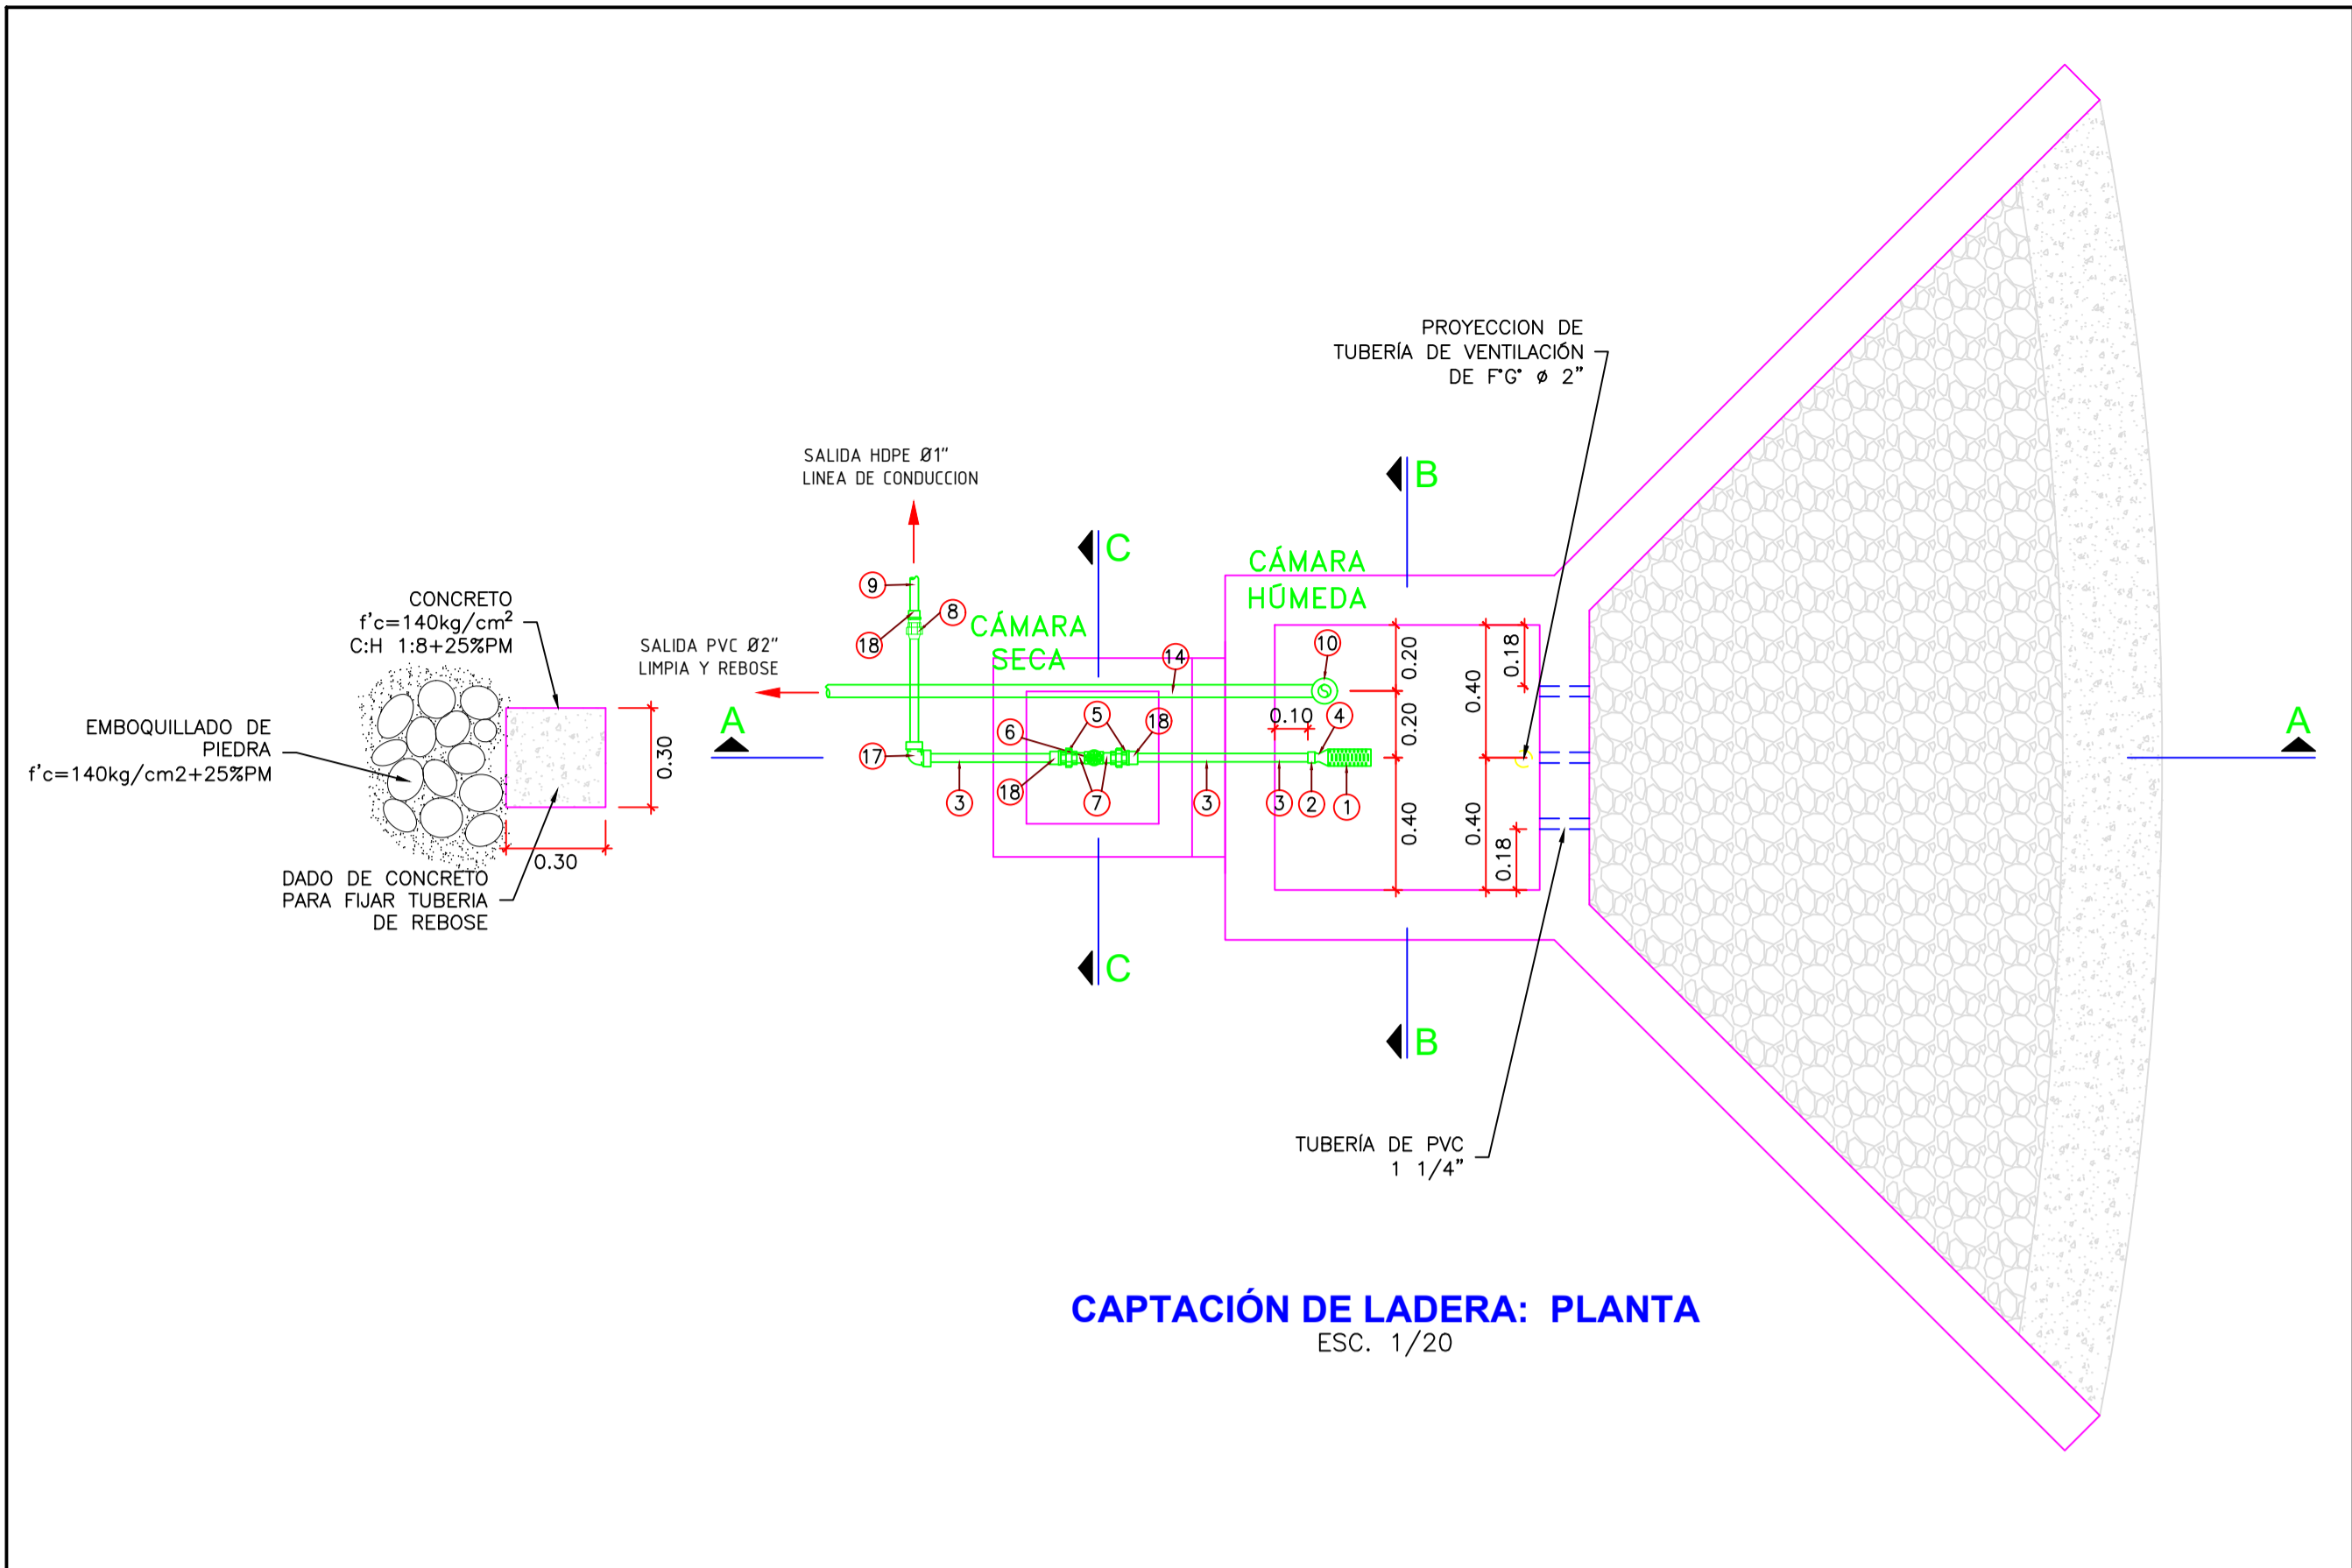 PROYECCION DE
TUBERÍA DE VENTILACIÓN
DE F°G° ø 2"
SALIDA HDPE Ø1"
LINEA DE CONDUCCION
B
C
CÁMARA
HÚMEDA
9
8
18
CÁMARA
SECA
CONCRETO
f'c=140kg/cm²
C:H 1:8+25%PM
SALIDA PVC Ø2"
LIMPIA Y REBOSE
14
10
0.20
0.40
0.18
EMBOQUILLADO DE
PIEDRA
f'c=140kg/cm2+25%PM
0.30
0.30
A
A
17
3
6
5
18
18
7
3
0.10
4
3
2
1
0.20
0.40
0.40
0.18
DADO DE CONCRETO
PARA FIJAR TUBERIA
DE REBOSE
C
B
TUBERÍA DE PVC
1 1/4"
CAPTACIÓN DE LADERA: PLANTA
ESC. 1/20